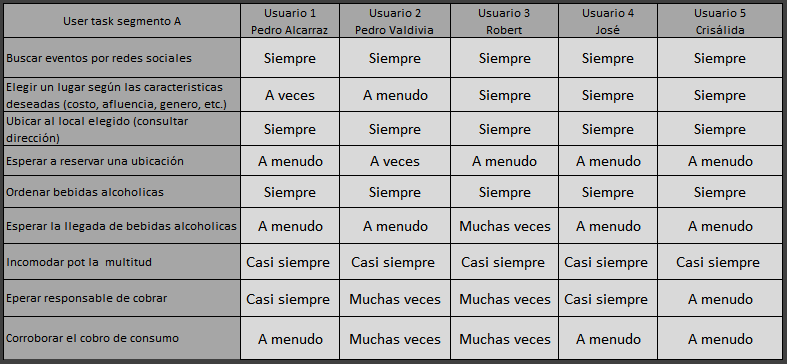 User task segmento A Usuario 1 Pedro Alcarraz Usuario 2 Pedro Valdivia Usuario 3 Robert Usuario 4 José Usuario 5 Crisálida
Buscar eventos por redes sociales Siempre Siempre Siempre Siempre Siempre
Elegir un lugar según las caracteristicas deseadas (costo, afluencia, genero, etc.) A veces A menudo Siempre Siempre Siempre
Ubicar al local elegido (consultar dirección) Siempre Siempre Siempre Siempre Siempre
Esperar a reservar una ubicación A menudo A veces A menudo A menudo A menudo
Ordenar bebidas alcoholicas Siempre Siempre Siempre Siempre Siempre
Esperar la llegada de bebidas alcoholicas A menudo A menudo Muchas veces A menudo A menudo
Incomodar pot la multitud Casi siempre Casi siempre Casi siempre Casi siempre Casi siempre
Eperar responsable de cobrar Casi siempre Muchas veces Muchas veces Casi siempre A menudo
Corroborar el cobro de consumo A menudo Muchas veces Muchas veces A menudo A menudo